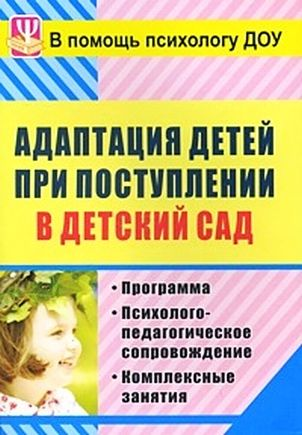 В помощь психологу ДОУ
АДАПТАЦИЯ ДЕТЕЙ
ПРИ ПОСТУПЛЕНИИ
В ДЕТСКИЙ САД
• Программа
• Психолого-
педагогическое
сопровождение
• Комплексные
занятия